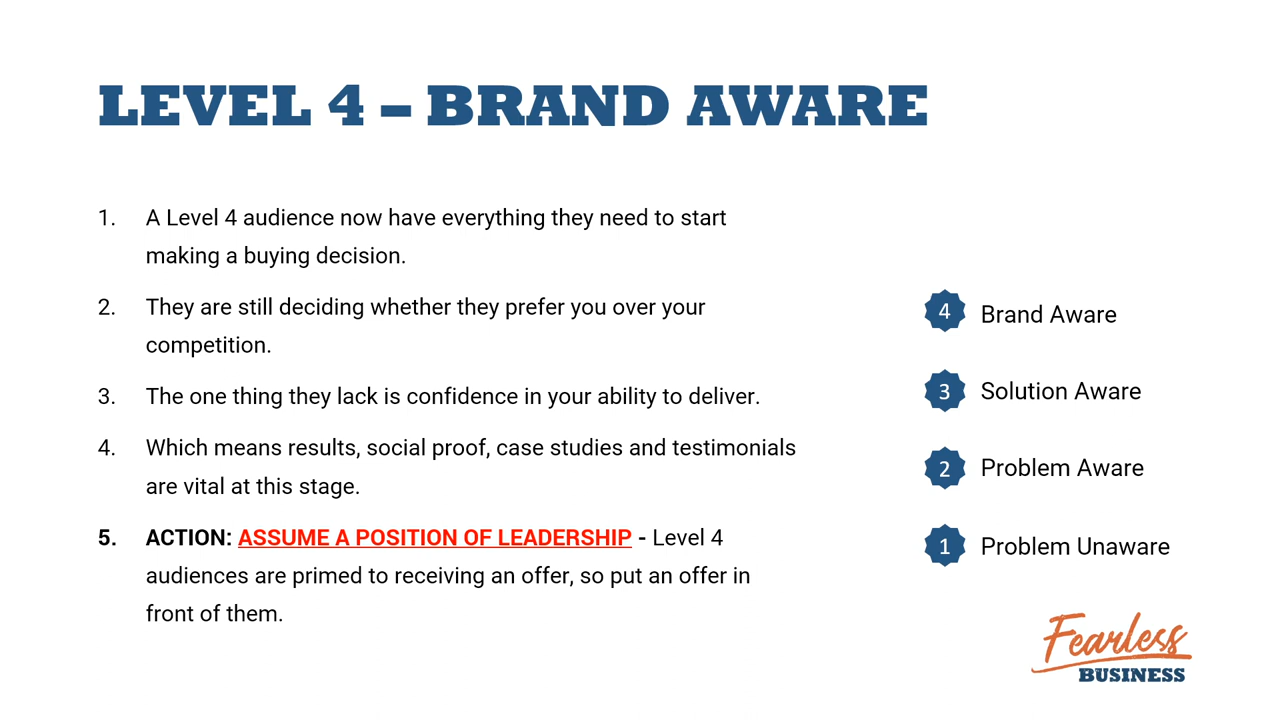 LEVEL 4 – BRAND AWARE
1. A Level 4 audience now have everything they need to start
making a buying decision.
2. They are still deciding whether they prefer you over your
competition.
3. The one thing they lack is confidence in your ability to deliver.
4. Which means results, social proof, case studies and testimonials
are vital at this stage.
5. ACTION: ASSUME A POSITION OF LEADERSHIP - Level 4
audiences are primed to receiving an offer, so put an offer in
front of them.
4 Brand Aware
3 Solution Aware
2 Problem Aware
1 Problem Unaware
Fearless
BUSINESS